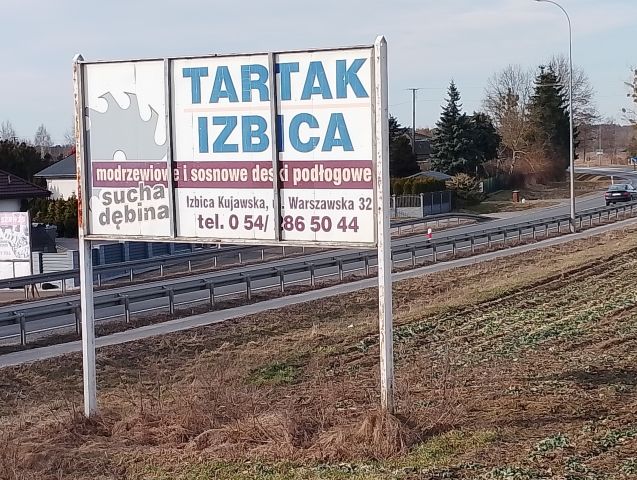 TARTAK
IZBICA
modrzewiowe i sosnowe deski podłogowe
sucha
dębina
Izbica Kujawska, ul. Warszawska 32
tel. 0 54/ 286 50 44